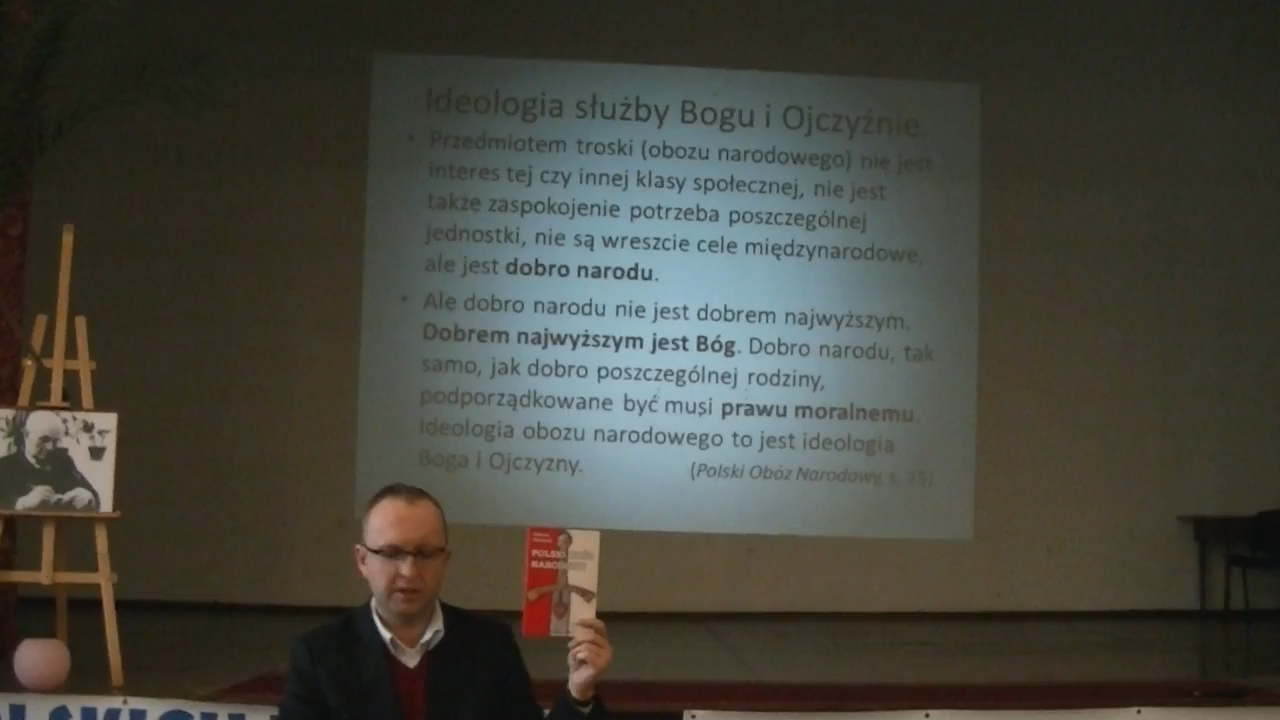 Ideologia służby Bogu i Ojczyźnie
• Przedmiotem troski (obozu narodowego) nie jest
interes tej czy innej klasy społecznej, nie jest
także zaspokojenie potrzeba poszczególnej
jednostki, nie są wreszcie cele międzynarodowe,
ale jest dobro narodu.
• Ale dobro narodu nie jest dobrem najwyższym.
Dobrem najwyższym jest Bóg. Dobro narodu, tak
samo, jak dobro poszczególnej rodziny,
podporządkowane być musi prawu moralnemu.
Ideologia obozu narodowego to jest ideologia
Boga i Ojczyzny.
(Polski Obóz Narodowy, s. 25)
POLSKI